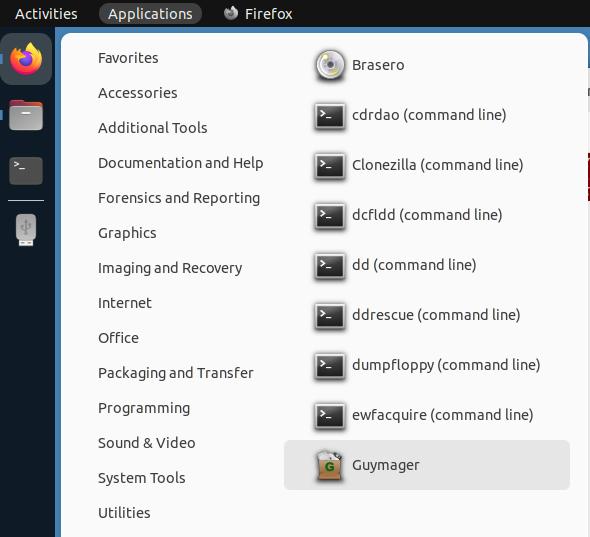 Activities Applications Firefox
Favorites
Accessories
Additional Tools
Documentation and Help
Forensics and Reporting
Graphics
Imaging and Recovery
Internet
Office
Packaging and Transfer
Programming
Sound & Video
System Tools
Utilities
Brasero
cdrdao (command line)
Clonezilla (command line)
dcfldd (command line)
dd (command line)
ddrescue (command line)
dumpfloppy (command line)
ewfacquire (command line)
Guymager